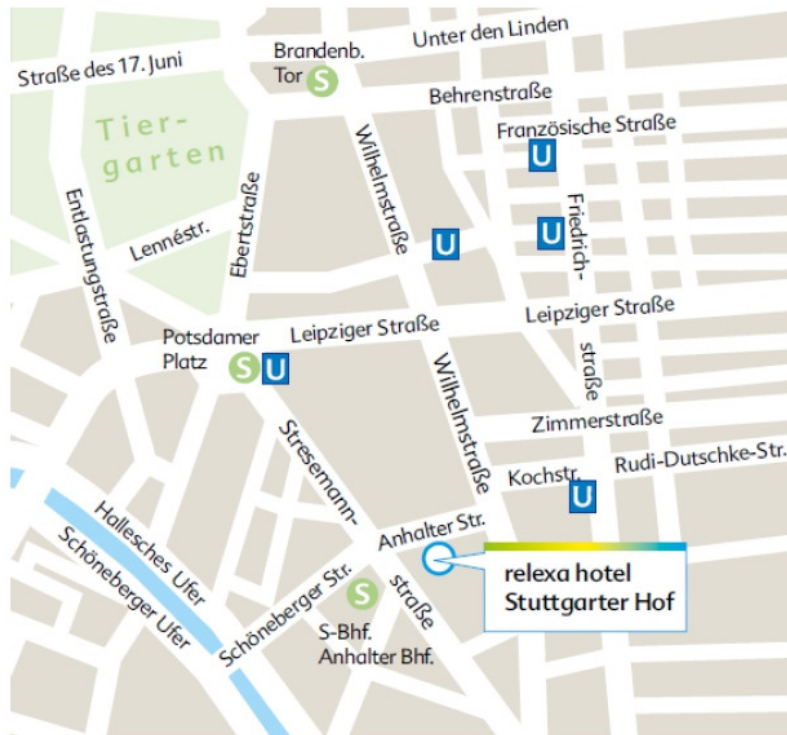 Unter den Linden
Brandenb.
Tor
S
Straße des 17. Juni
Behrenstraße
Tier-
garten
Französische Straße
U
Wilhelmstraße
Entlastungstraße
Lennéstr.
Ebertstraße
U
U
Friedrich-
straße
Potsdamer
Platz
S
U
Leipziger Straße
Leipziger Straße
Wilhelmstraße
Zimmerstraße
Stresemann-
straße
Kochstr.
Rudi-Dutschke-Str.
U
Hallesches Ufer
Schöneberger Ufer
Anhalter Str.
Schöneberger Str.
S
S-Bhf.
Anhalter Bhf.
relexa hotel
Stuttgarter Hof